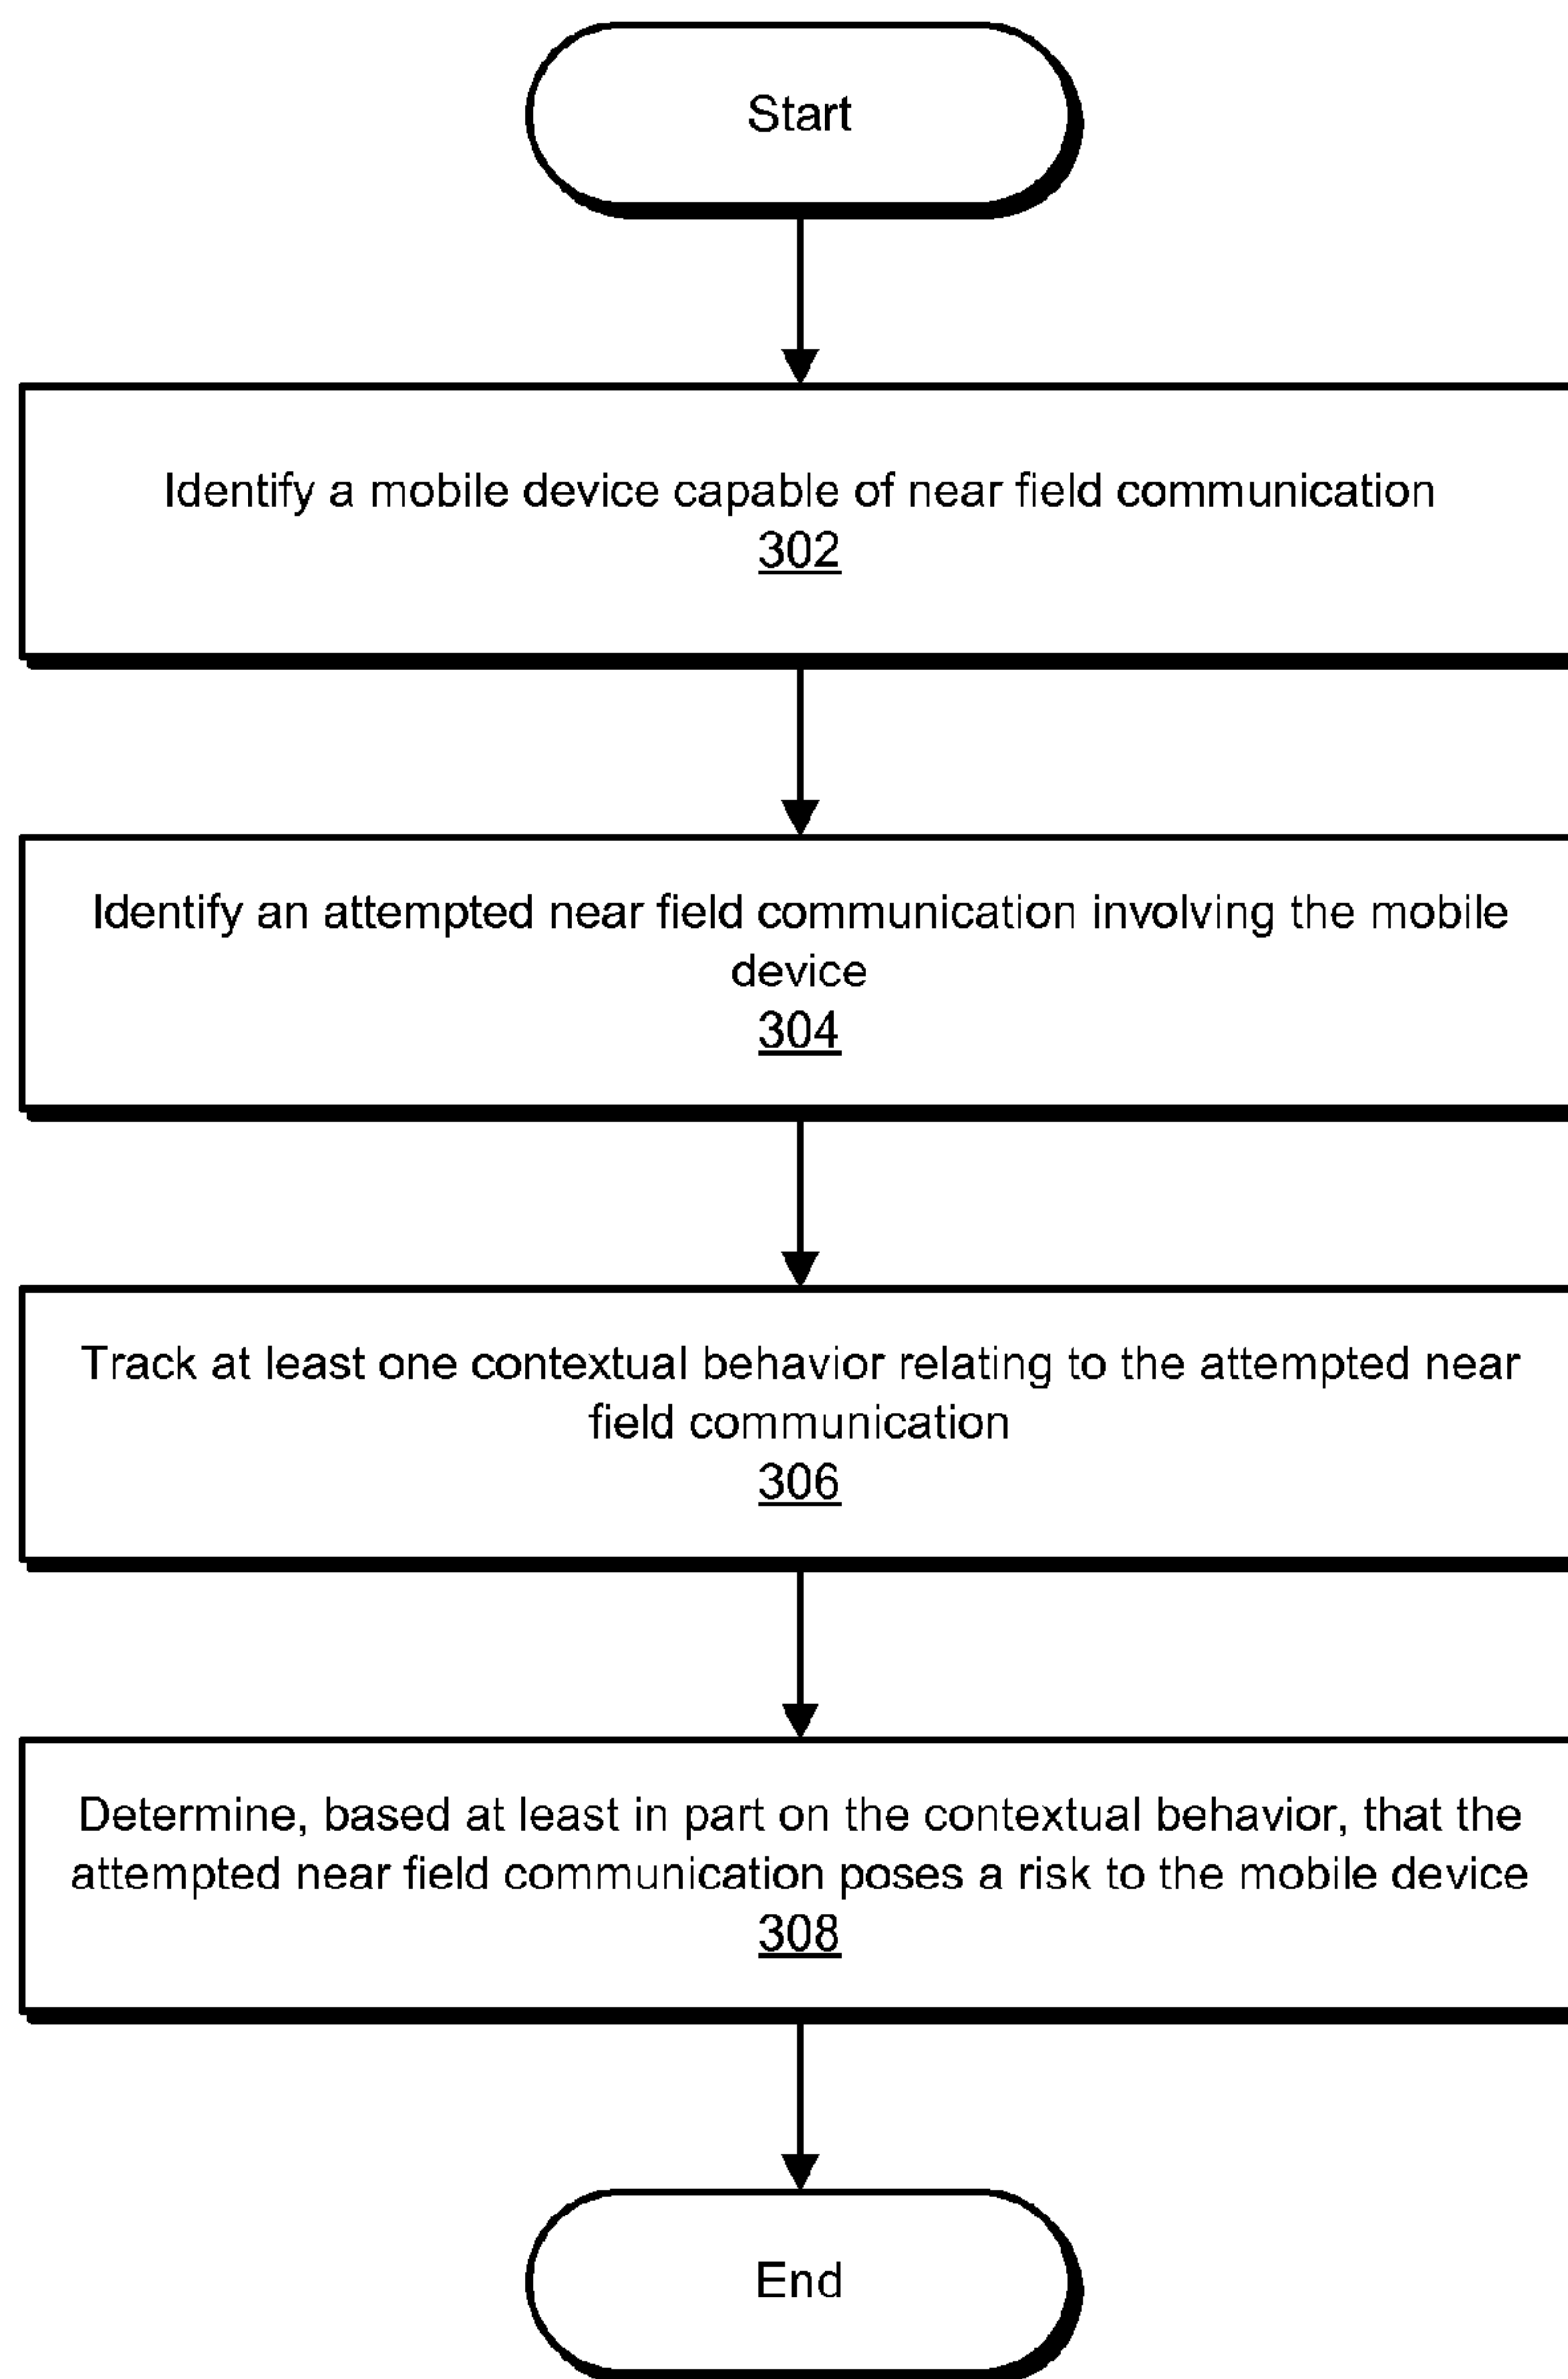 Start
Identify a mobile device capable of near field communication
302
Identify an attempted near field communication involving the mobile
device
304
Track at least one contextual behavior relating to the attempted near
field communication
306
Determine, based at least in part on the contextual behavior, that the
attempted near field communication poses a risk to the mobile device
308
End